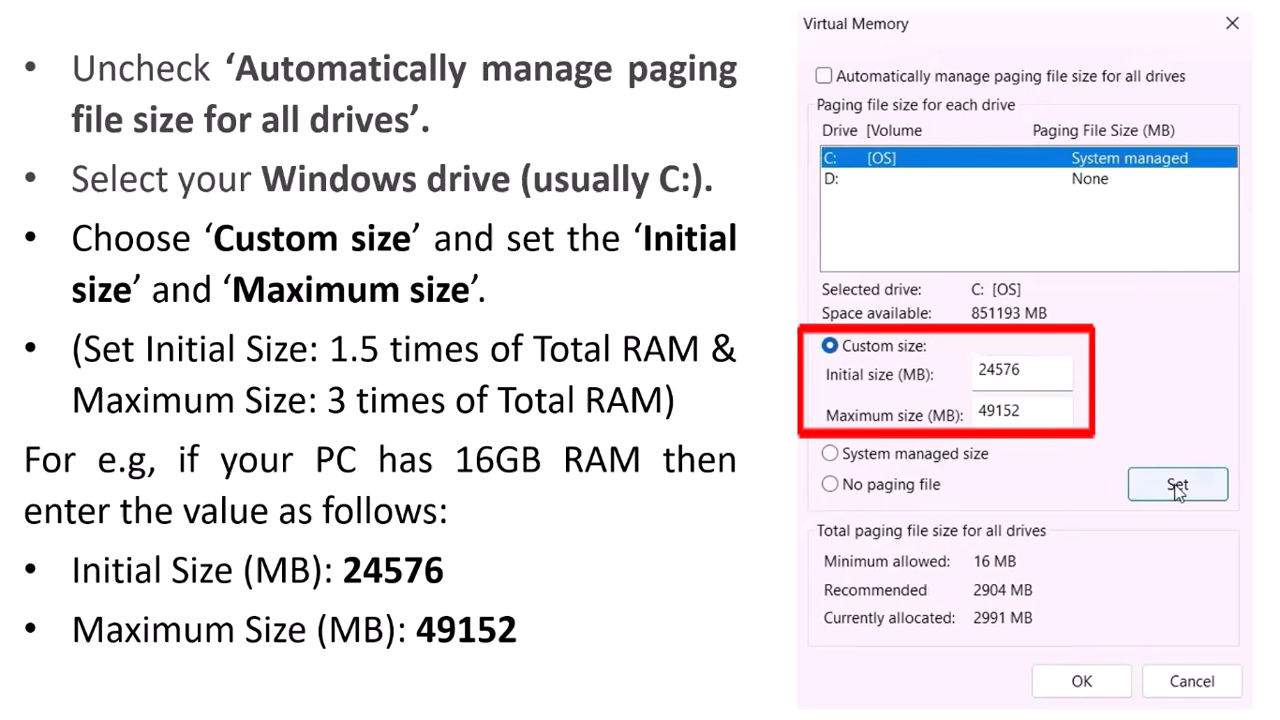 • Uncheck ‘Automatically manage paging
file size for all drives’.
• Select your Windows drive (usually C:).
• Choose ‘Custom size’ and set the ‘Initial
size’ and ‘Maximum size’.
• (Set Initial Size: 1.5 times of Total RAM &
Maximum Size: 3 times of Total RAM)
For e.g, if your PC has 16GB RAM then
enter the value as follows:
• Initial Size (MB): 24576
• Maximum Size (MB): 49152
Virtual Memory
Automatically manage paging file size for all drives
Paging file size for each drive
Drive [Volume Paging File Size (MB)
C: [OS] System managed
D: None
Selected drive: C: [OS]
Space available: 851193 MB
Custom size:
Initial size (MB): 24576
Maximum size (MB): 49152
System managed size
No paging file Set
Total paging file size for all drives
Minimum allowed: 16 MB
Recommended 2904 MB
Currently allocated: 2991 MB
OK Cancel